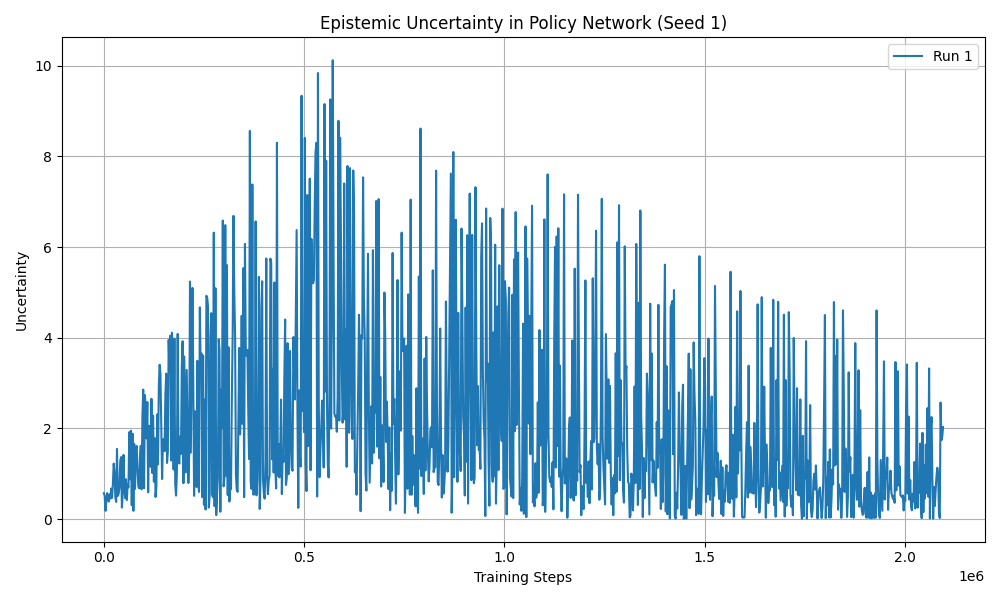 Epistemic Uncertainty in Policy Network (Seed 1)
Run 1
10
8
6
4
2
0
Uncertainty
0.0 0.5 1.0 1.5 2.0
1e6
Training Steps